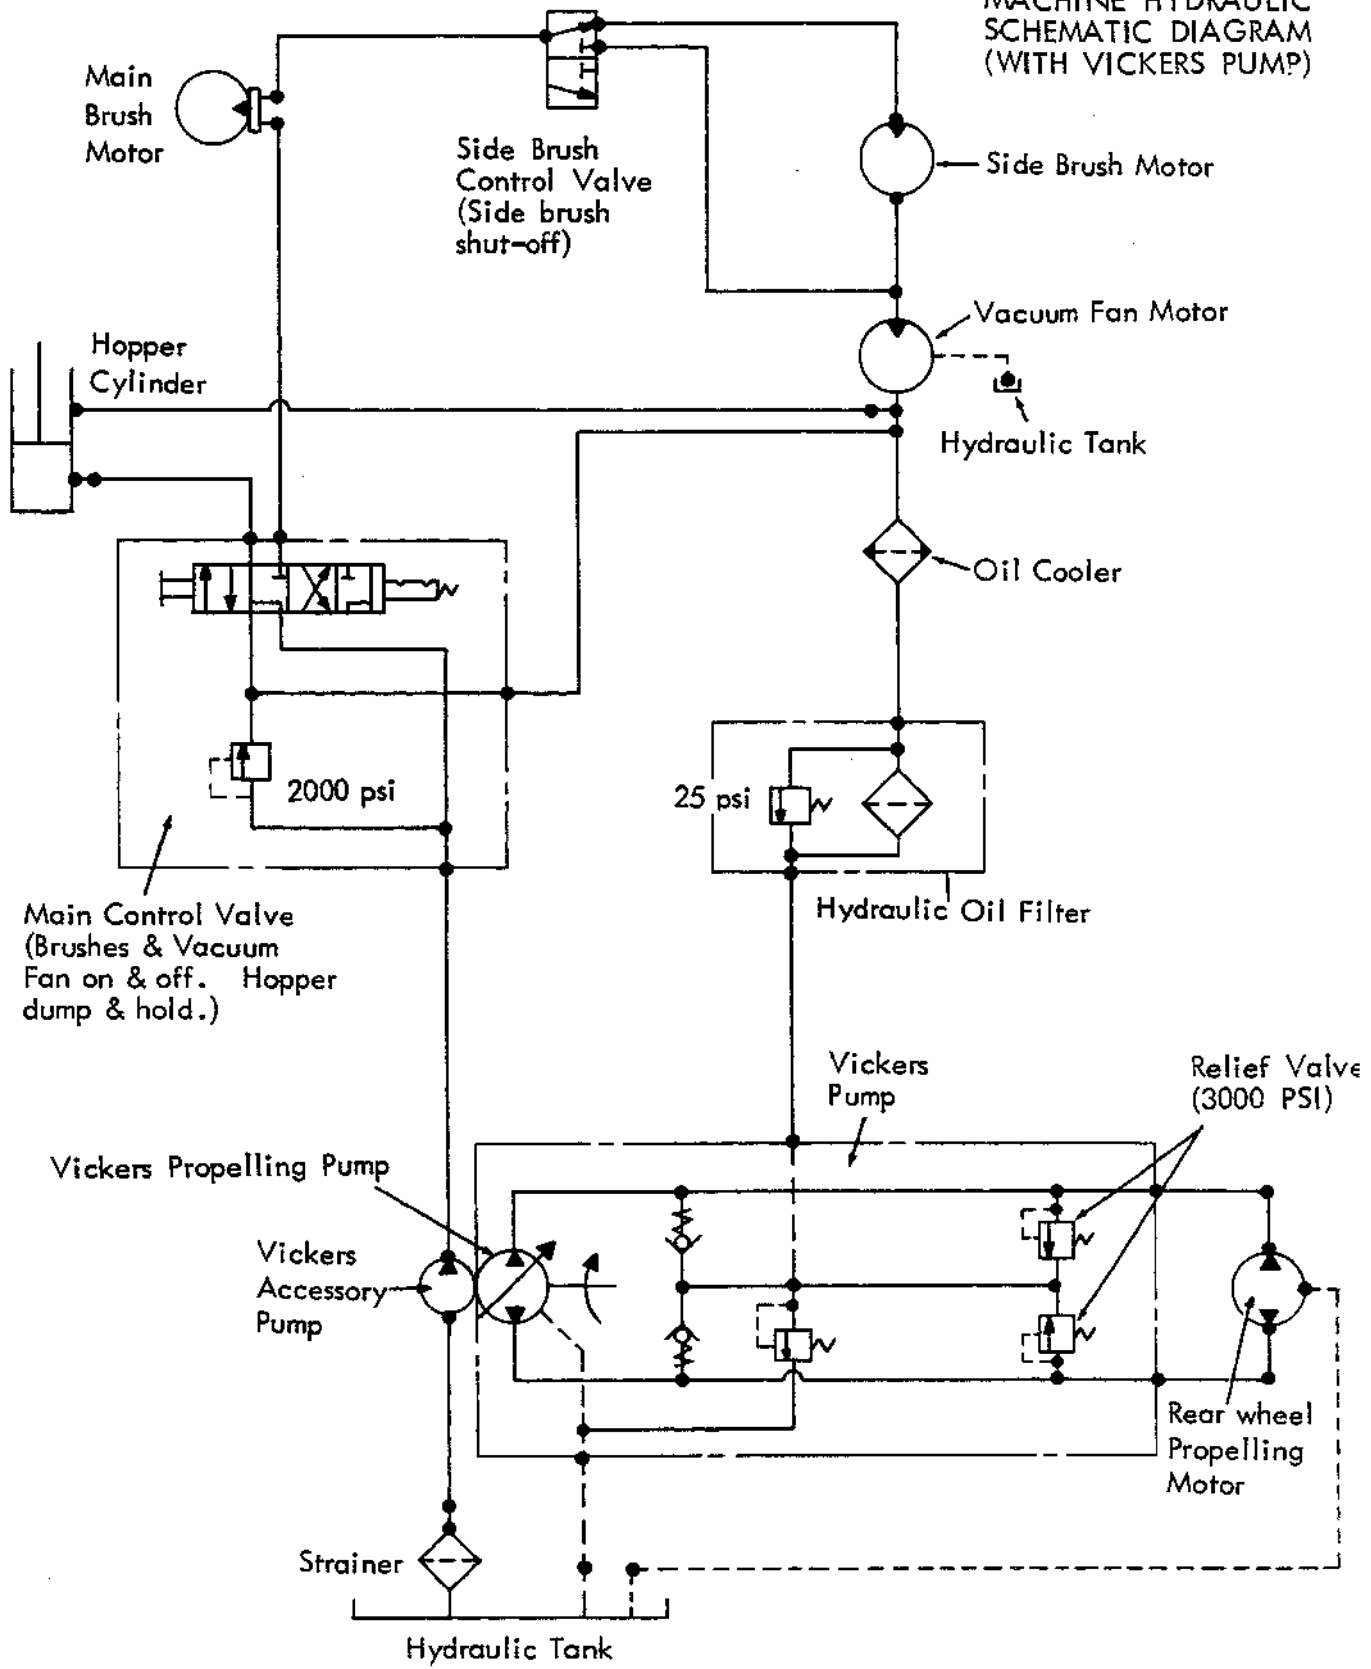 MACHINE HYDRAULIC
SCHEMATIC DIAGRAM
(WITH VICKERS PUMP)
Main
Brush
Motor
Side Brush
Control Valve
(Side brush
shut-off)
Side Brush Motor
Vacuum Fan Motor
Hydraulic Tank
Hopper
Cylinder
Oil Cooler
2000 psi
25 psi
Hydraulic Oil Filter
Main Control Valve
(Brushes & Vacuum
Fan on & off. Hopper
dump & hold.)
Vickers
Pump
Relief Valve
(3000 PSI)
Vickers Propelling Pump
Vickers
Accessory
Pump
Rear wheel
Propelling
Motor
Strainer
Hydraulic Tank